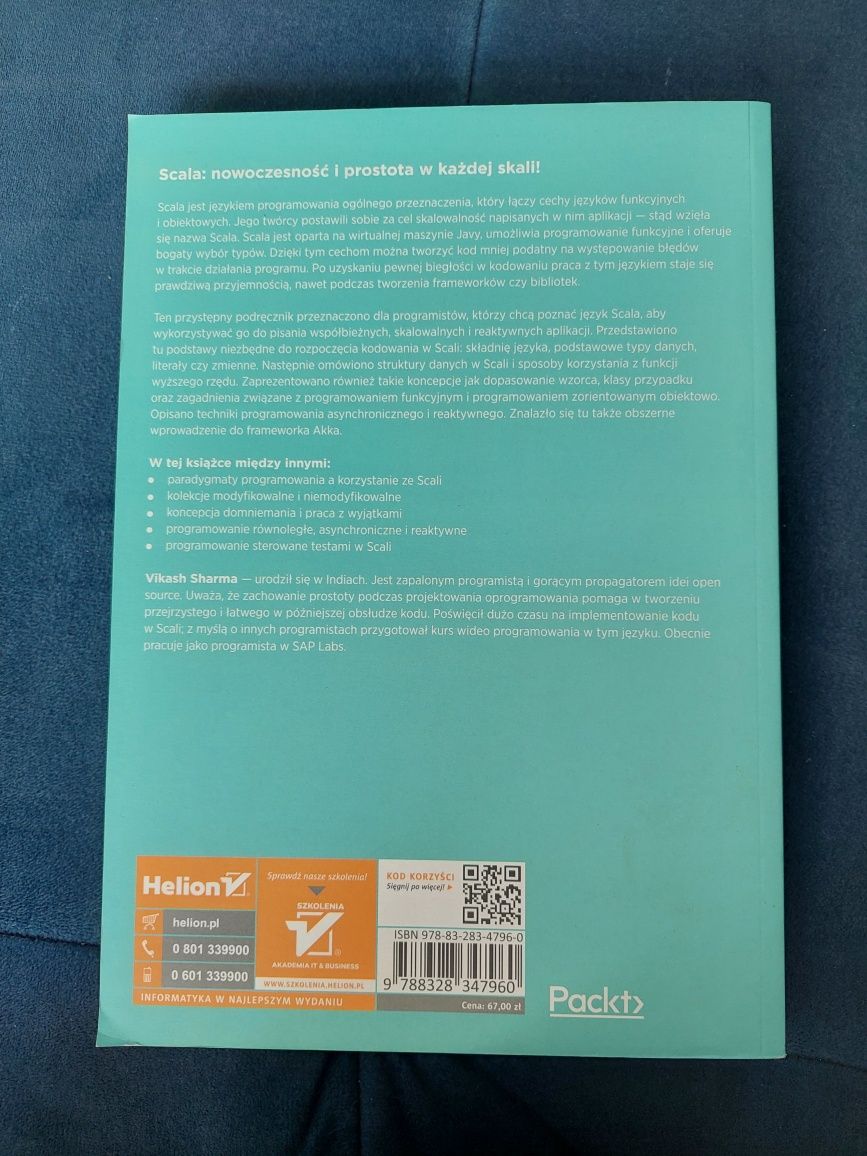 Scala: nowoczesność i prostota w każdej skali!
Scala jest językiem programowania ogólnego przeznaczenia, który łączy cechy języków funkcyjnych
i obiektowych. Jego twórcy postawili sobie za cel skalowalność napisanych w nim aplikacji — stąd wzięła
się nazwa Scala. Scala jest oparta na wirtualnej maszynie Javy, umożliwia programowanie funkcyjne i oferuje
bogaty wybór typów. Dzięki tym cechom można tworzyć kod mniej podatny na występowanie błędów
w trakcie działania programu. Po uzyskaniu pewnej biegłości w kodowaniu praca z tym językiem staje się
prawdziwą przyjemnością, nawet podczas tworzenia frameworków czy bibliotek.
Ten przystępny podręcznik przeznaczono dla programistów, którzy chcą poznać język Scala, aby
wykorzystywać go do pisania współbieżnych, skalowalnych i reaktywnych aplikacji. Przedstawiono
tu podstawy niezbędne do rozpoczęcia kodowania w Scali: składnię języka, podstawowe typy danych,
literały czy zmienne. Następnie omówiono struktury danych w Scali i sposoby korzystania z funkcji
wyższego rzędu. Zaprezentowano również takie koncepcje jak dopasowanie wzorca, klasy przypadku
oraz zagadnienia związane z programowaniem funkcyjnym i programowaniem zorientowanym obiektowo.
Opisano techniki programowania asynchronicznego i reaktywnego. Znalazło się tu także obszerne
wprowadzenie do frameworka Akka.
W tej książce między innymi:
• paradygmaty programowania a korzystanie ze Scali
• kolekcje modyfikowalne i niemodyfikowalne
• koncepcja domniemania i praca z wyjątkami
• programowanie równoległe, asynchroniczne i reaktywne
• programowanie sterowane testami w Scali
Vikash Sharma — urodził się w Indiach. Jest zapalonym programistą i gorącym propagatorem idei open
source. Uważa, że zachowanie prostoty podczas projektowania oprogramowania pomaga w tworzeniu
przejrzystego i łatwego w późniejszej obsłudze kodu. Poświęcił dużo czasu na implementowanie kodu
w Scali; z myślą o innych programistach przygotował kurs wideo programowania w tym języku. Obecnie
pracuje jako programista w SAP Labs.
Helion
helion.pl
0 801 339900
0 601 339900
INFORMATYKA W NAJLEPSZYM WYDANIU
Sprawdź nasze szkolenia!
SZKOLENIA
AKADEMIA IT & BUSINESS
WWW.SZKOLENIA.HELION.PL
KOD KORZYŚCI
Sięgnij po więcej!
ISBN 978-83-283-4796-0
9 788328 347960
Cena: 67,00 zł
Packt>